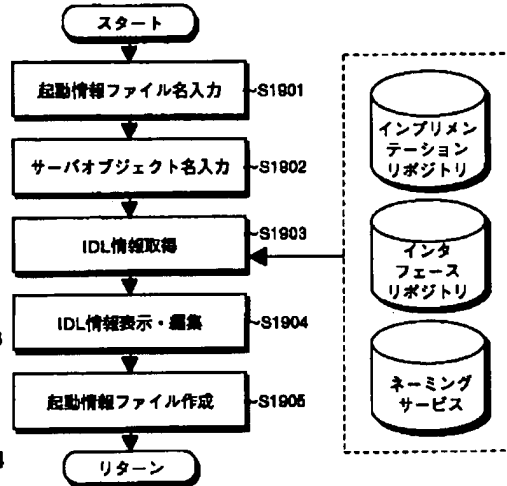 スタート
起動情報ファイル名入力
S1901
サーバオブジェクト名入力
S1902
IDL情報取得
S1903
IDL情報表示・編集
S1904
起動情報ファイル作成
S1905
リターン
インプリメン
テーション
リポジトリ
インタ
フェース
リポジトリ
ネーミング
サービス